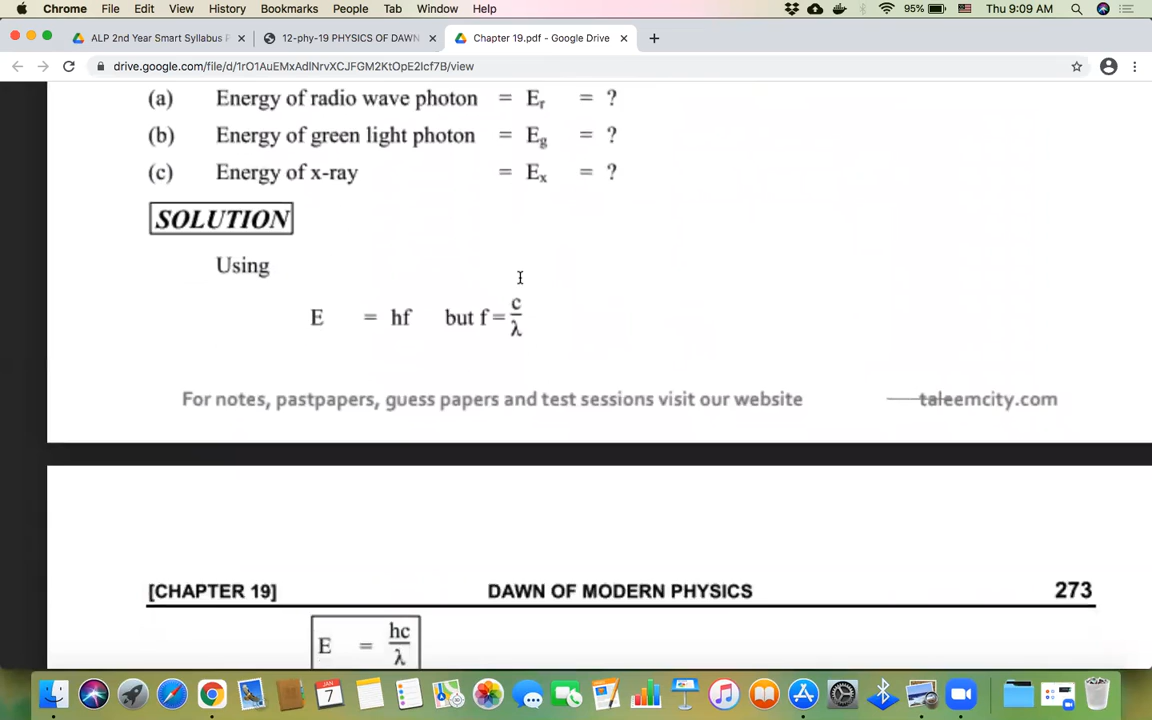 Chrome File Edit View History Bookmarks People Tab Window Help 95% Thu 9:09 AM
ALP 2nd Year Smart Syllabus 12-phy-19 PHYSICS OF DAWN Chapter 19.pdf - Google Drive
drive.google.com/file/d/1rO1AuEMxAdlNrvXCJFGM2KtOpE2Icf7B/view
(a) Energy of radio wave photon = Er = ?
(b) Energy of green light photon = Eg = ?
(c) Energy of x-ray = Ex = ?
SOLUTION
Using
E = hf but f = c/λ
For notes, pastpapers, guess papers and test sessions visit our website taleemcity.com
[CHAPTER 19] DAWN OF MODERN PHYSICS 273
E = hc/λ
JAN
7